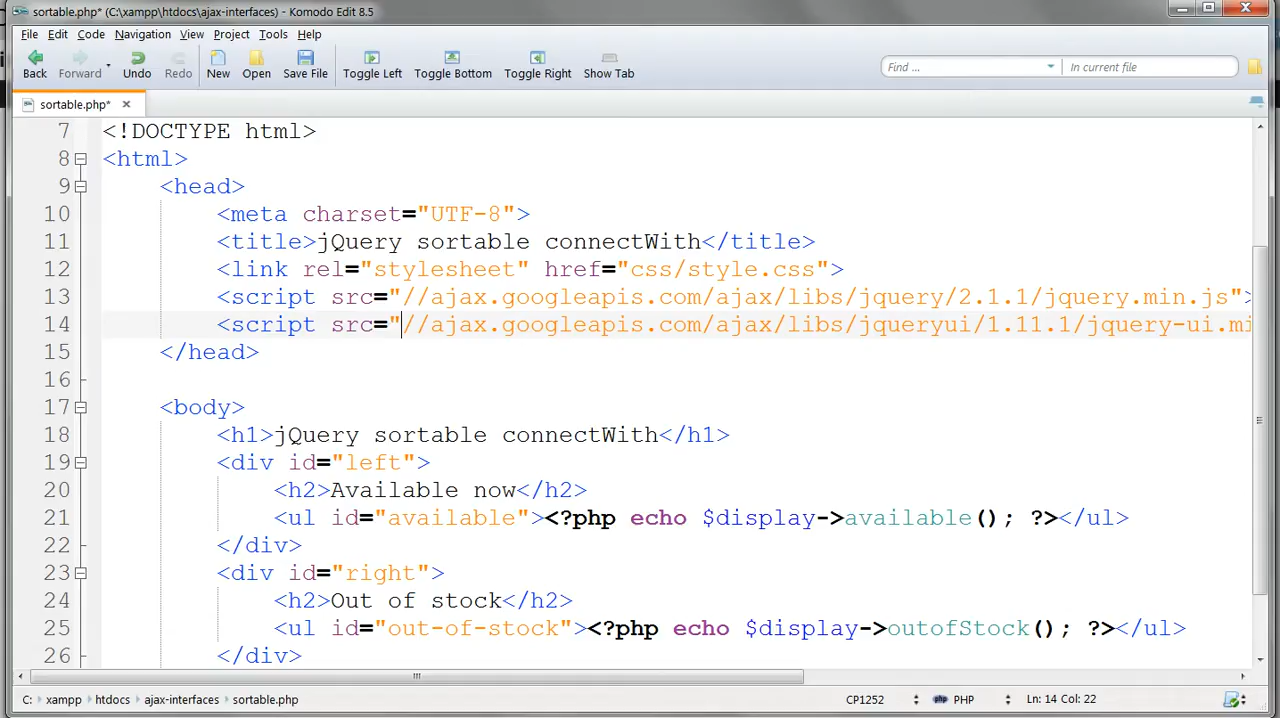 sortable.php* (C:\xampp\htdocs\ajax-interfaces) - Komodo Edit 8.5
File Edit Code Navigation View Project Tools Help
Back Forward Undo Redo New Open Save File Toggle Left Toggle Bottom Toggle Right Show Tab Find ... In current file
sortable.php*
7 <!DOCTYPE html>
8 <html>
9 <head>
10 <meta charset="UTF-8">
11 <title>jQuery sortable connectWith</title>
12 <link rel="stylesheet" href="css/style.css">
13 <script src="//ajax.googleapis.com/ajax/libs/jquery/2.1.1/jquery.min.js">
14 <script src="//ajax.googleapis.com/ajax/libs/jqueryui/1.11.1/jquery-ui.mi
15 </head>
16
17 <body>
18 <h1>jQuery sortable connectWith</h1>
19 <div id="left">
20 <h2>Available now</h2>
21 <ul id="available"><?php echo $display->available(); ?></ul>
22 </div>
23 <div id="right">
24 <h2>Out of stock</h2>
25 <ul id="out-of-stock"><?php echo $display->outofStock(); ?></ul>
26 </div>
C: xampp htdocs ajax-interfaces sortable.php CP1252 PHP Ln: 14 Col: 22